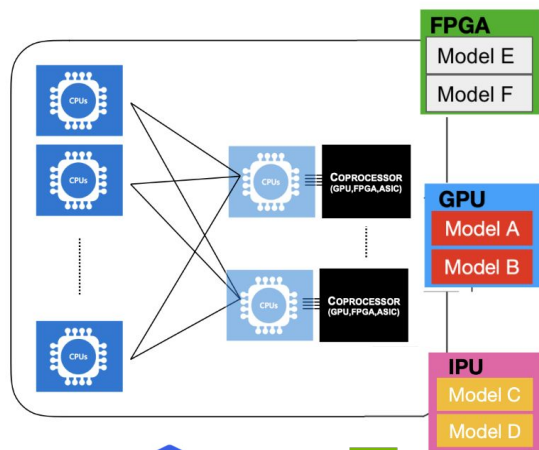 FPGA
Model E
Model F
CPUs
CPUs
CPUs
COPROCESSOR
(GPU,FPGA,ASIC)
GPU
Model A
Model B
CPUs
COPROCESSOR
(GPU,FPGA,ASIC)
CPUs
IPU
Model C
Model D